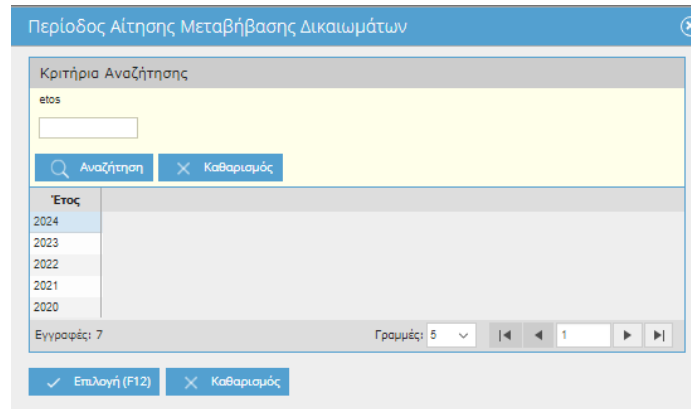 Περίοδος Αίτησης Μεταβήβασης Δικαιωμάτων
Κριτήρια Αναζήτησης
etos
Αναζήτηση Καθαρισμός
Έτος
2024
2023
2022
2021
2020
Εγγραφές: 7 Γραμμές: 5 1
Επιλογή (F12) Καθαρισμός